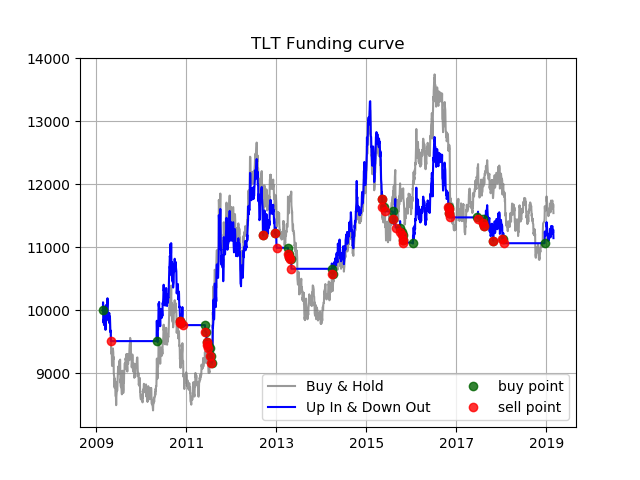 TLT Funding curve
14000
13000
12000
11000
10000
9000
Buy & Hold
Up In & Down Out
buy point
sell point
2009 2011 2013 2015 2017 2019